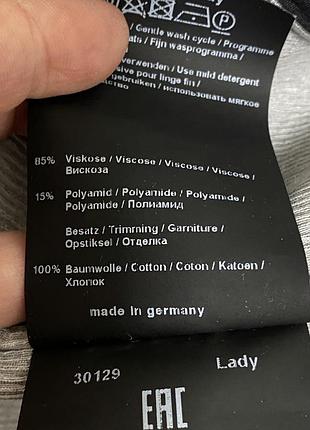 / Gentle wash cycle / Programme
/ Fijn wasprogramma /
verwenden / Use mild detergent
sive pour linge fin /
gebruiken / использовать мягкое
85% Viskose / Viscose / Viscose / Viscose /
Вискоза
15% Polyamid / Polyamide / Polyamide /
Polyamide / Полиамид
Besatz / Trimming / Garniture /
Opstiksel / Отделка
100% Baumwolle / Cotton / Coton / Katoen /
Хлопок
made in germany
30129 Lady
EAC